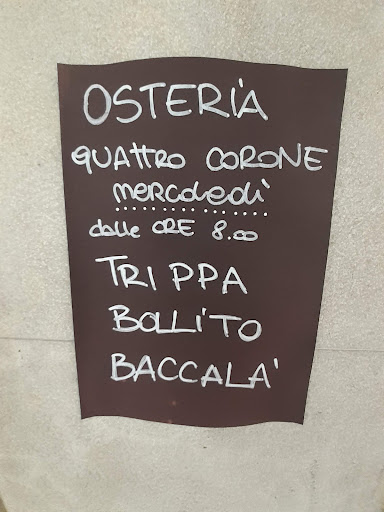 OSTERIA
QUATTRO CORONE
mercoledì
dalle ORE 8.00
TRIPPA
BOLLITO
BACCALA'